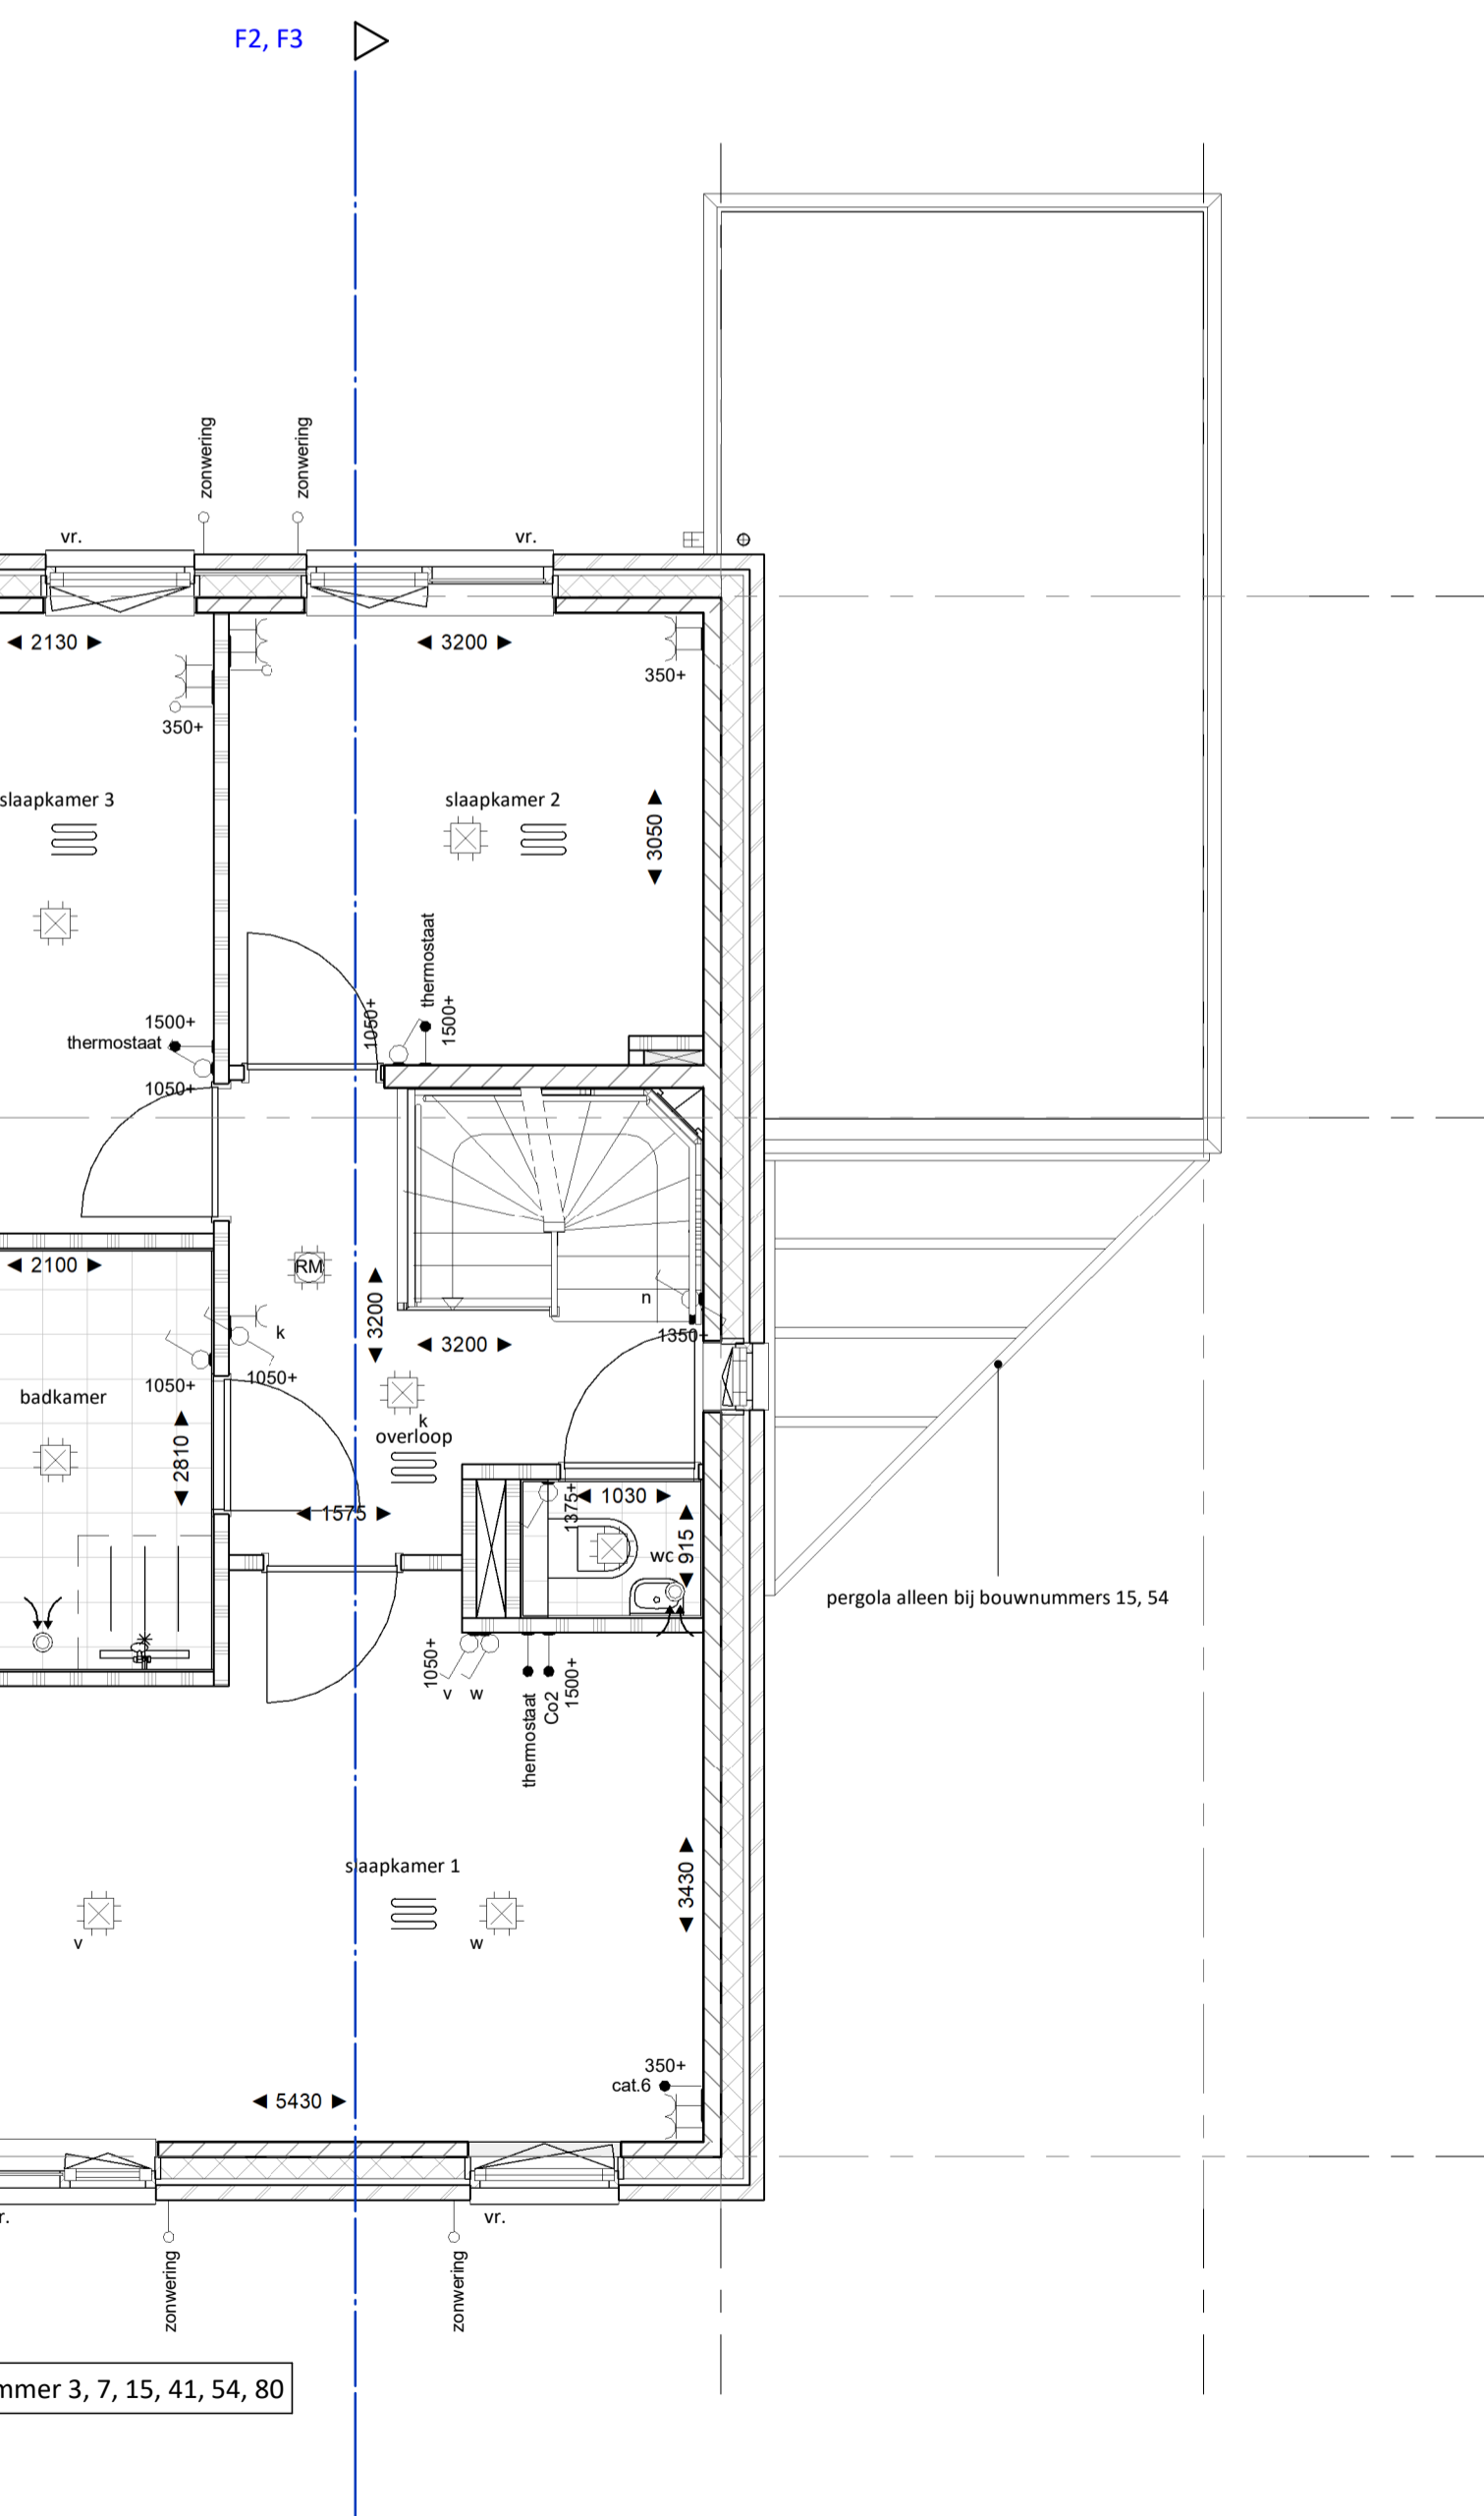 F2, F3
zonwering
zonwering
vr.
vr.
◄ 2130 ►
◄ 3200 ►
350+
350+
slaapkamer 3
slaapkamer 2
◄ 3050 ►
thermostaat
1050+
1500+
1500+
thermostaat
1050+
◄ 2100 ►
RM
◄ 3200 ►
n
k
1350+
◄ 3200 ►
1050+
1050+
badkamer
k
overloop
◄ 2810 ►
◄ 1575 ►
1375+
◄ 1030 ►
◄ 915 ►
wc
pergola alleen bij bouwnummers 15, 54
1050+
v
w
thermostaat
Co2
1500+
slaapkamer 1
◄ 3430 ►
v
w
350+
cat.6
◄ 5430 ►
r.
vr.
zonwering
zonwering
mmer 3, 7, 15, 41, 54, 80